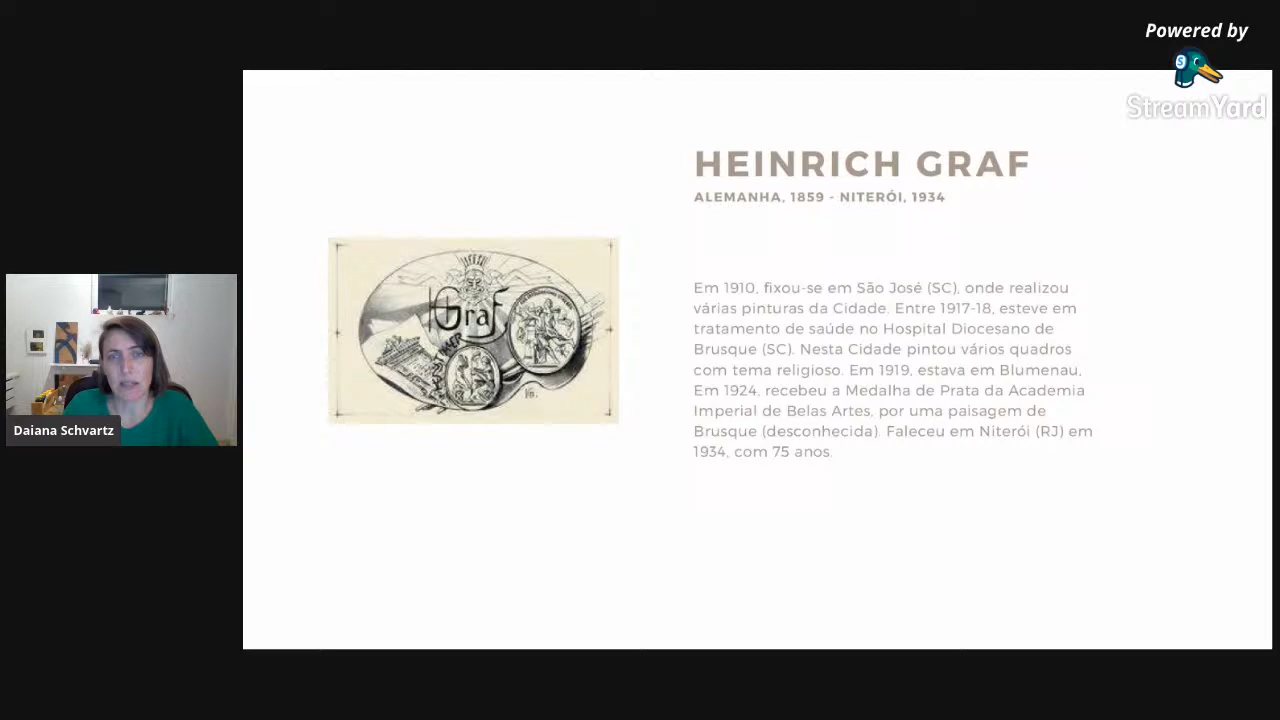 Powered by
StreamYard
HEINRICH GRAF
ALEMANHA, 1859 - NITERÓI, 1934
Graf
Em 1910, fixou-se em São José (SC), onde realizou
várias pinturas da Cidade. Entre 1917-18, esteve em
tratamento de saúde no Hospital Diocesano de
Brusque (SC). Nesta Cidade pintou vários quadros
com tema religioso. Em 1919, estava em Blumenau.
Em 1924, recebeu a Medalha de Prata da Academia
Imperial de Belas Artes, por uma paisagem de
Brusque (desconhecida). Faleceu em Niterói (RJ) em
1934, com 75 anos.
Daiana Schvartz